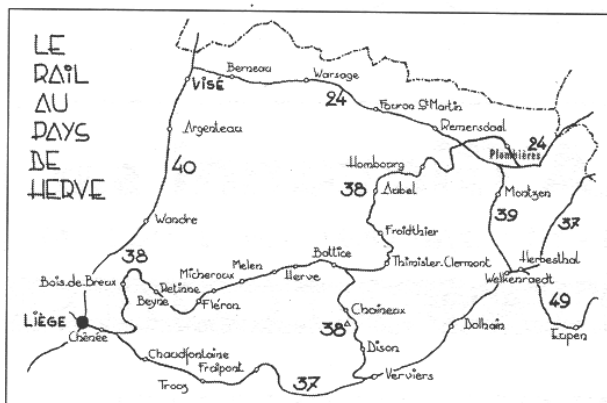 LE
RAIL
AU
PAYS
DE
HERVE
VISÉ
Berneau
Warsage
24
Fouron St Martin
Remersdaal
24
Plombières
Argenteau
40
Hombourg
38
Aubel
Montzen
39
37
Wandre
Froidthier
38
Battice
Thimister-Clermont
Herbesthal
Welkenraedt
Bois-de-Breux
Melen
Herve
Micheroux
Retinne
Beyne
Fléron
49
LIÈGE
Chênée
Chaineux
38A
Dolhain
Eupen
Dison
Chaudfontaine
Fraipont
Trooz
37
Verviers